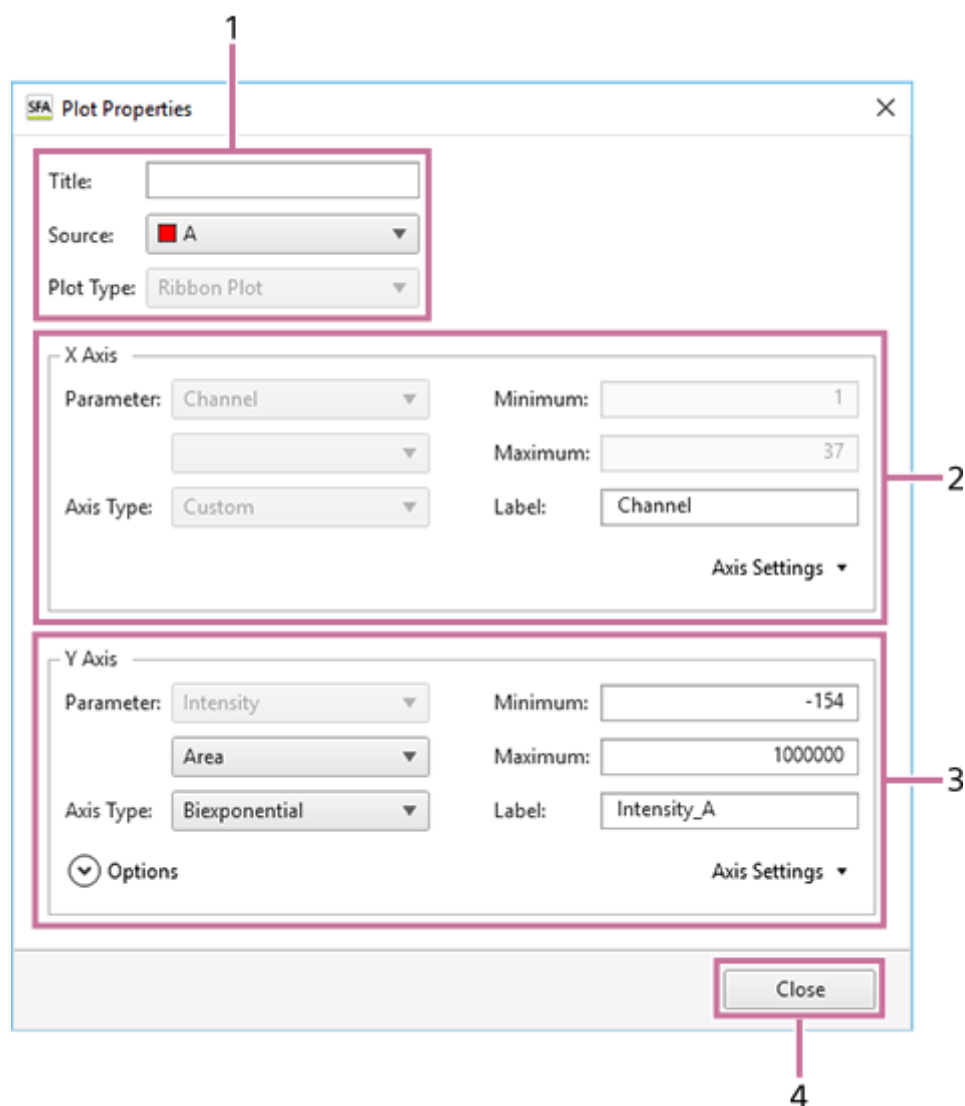 1
SFA Plot Properties
Title:
Source: A
Plot Type: Ribbon Plot
X Axis
Parameter: Channel Minimum: 1
Maximum: 37
Axis Type: Custom Label: Channel
Axis Settings
2
Y Axis
Parameter: Intensity Minimum: -154
Area Maximum: 1000000
3
Axis Type: Biexponential Label: Intensity_A
Options Axis Settings
Close
4